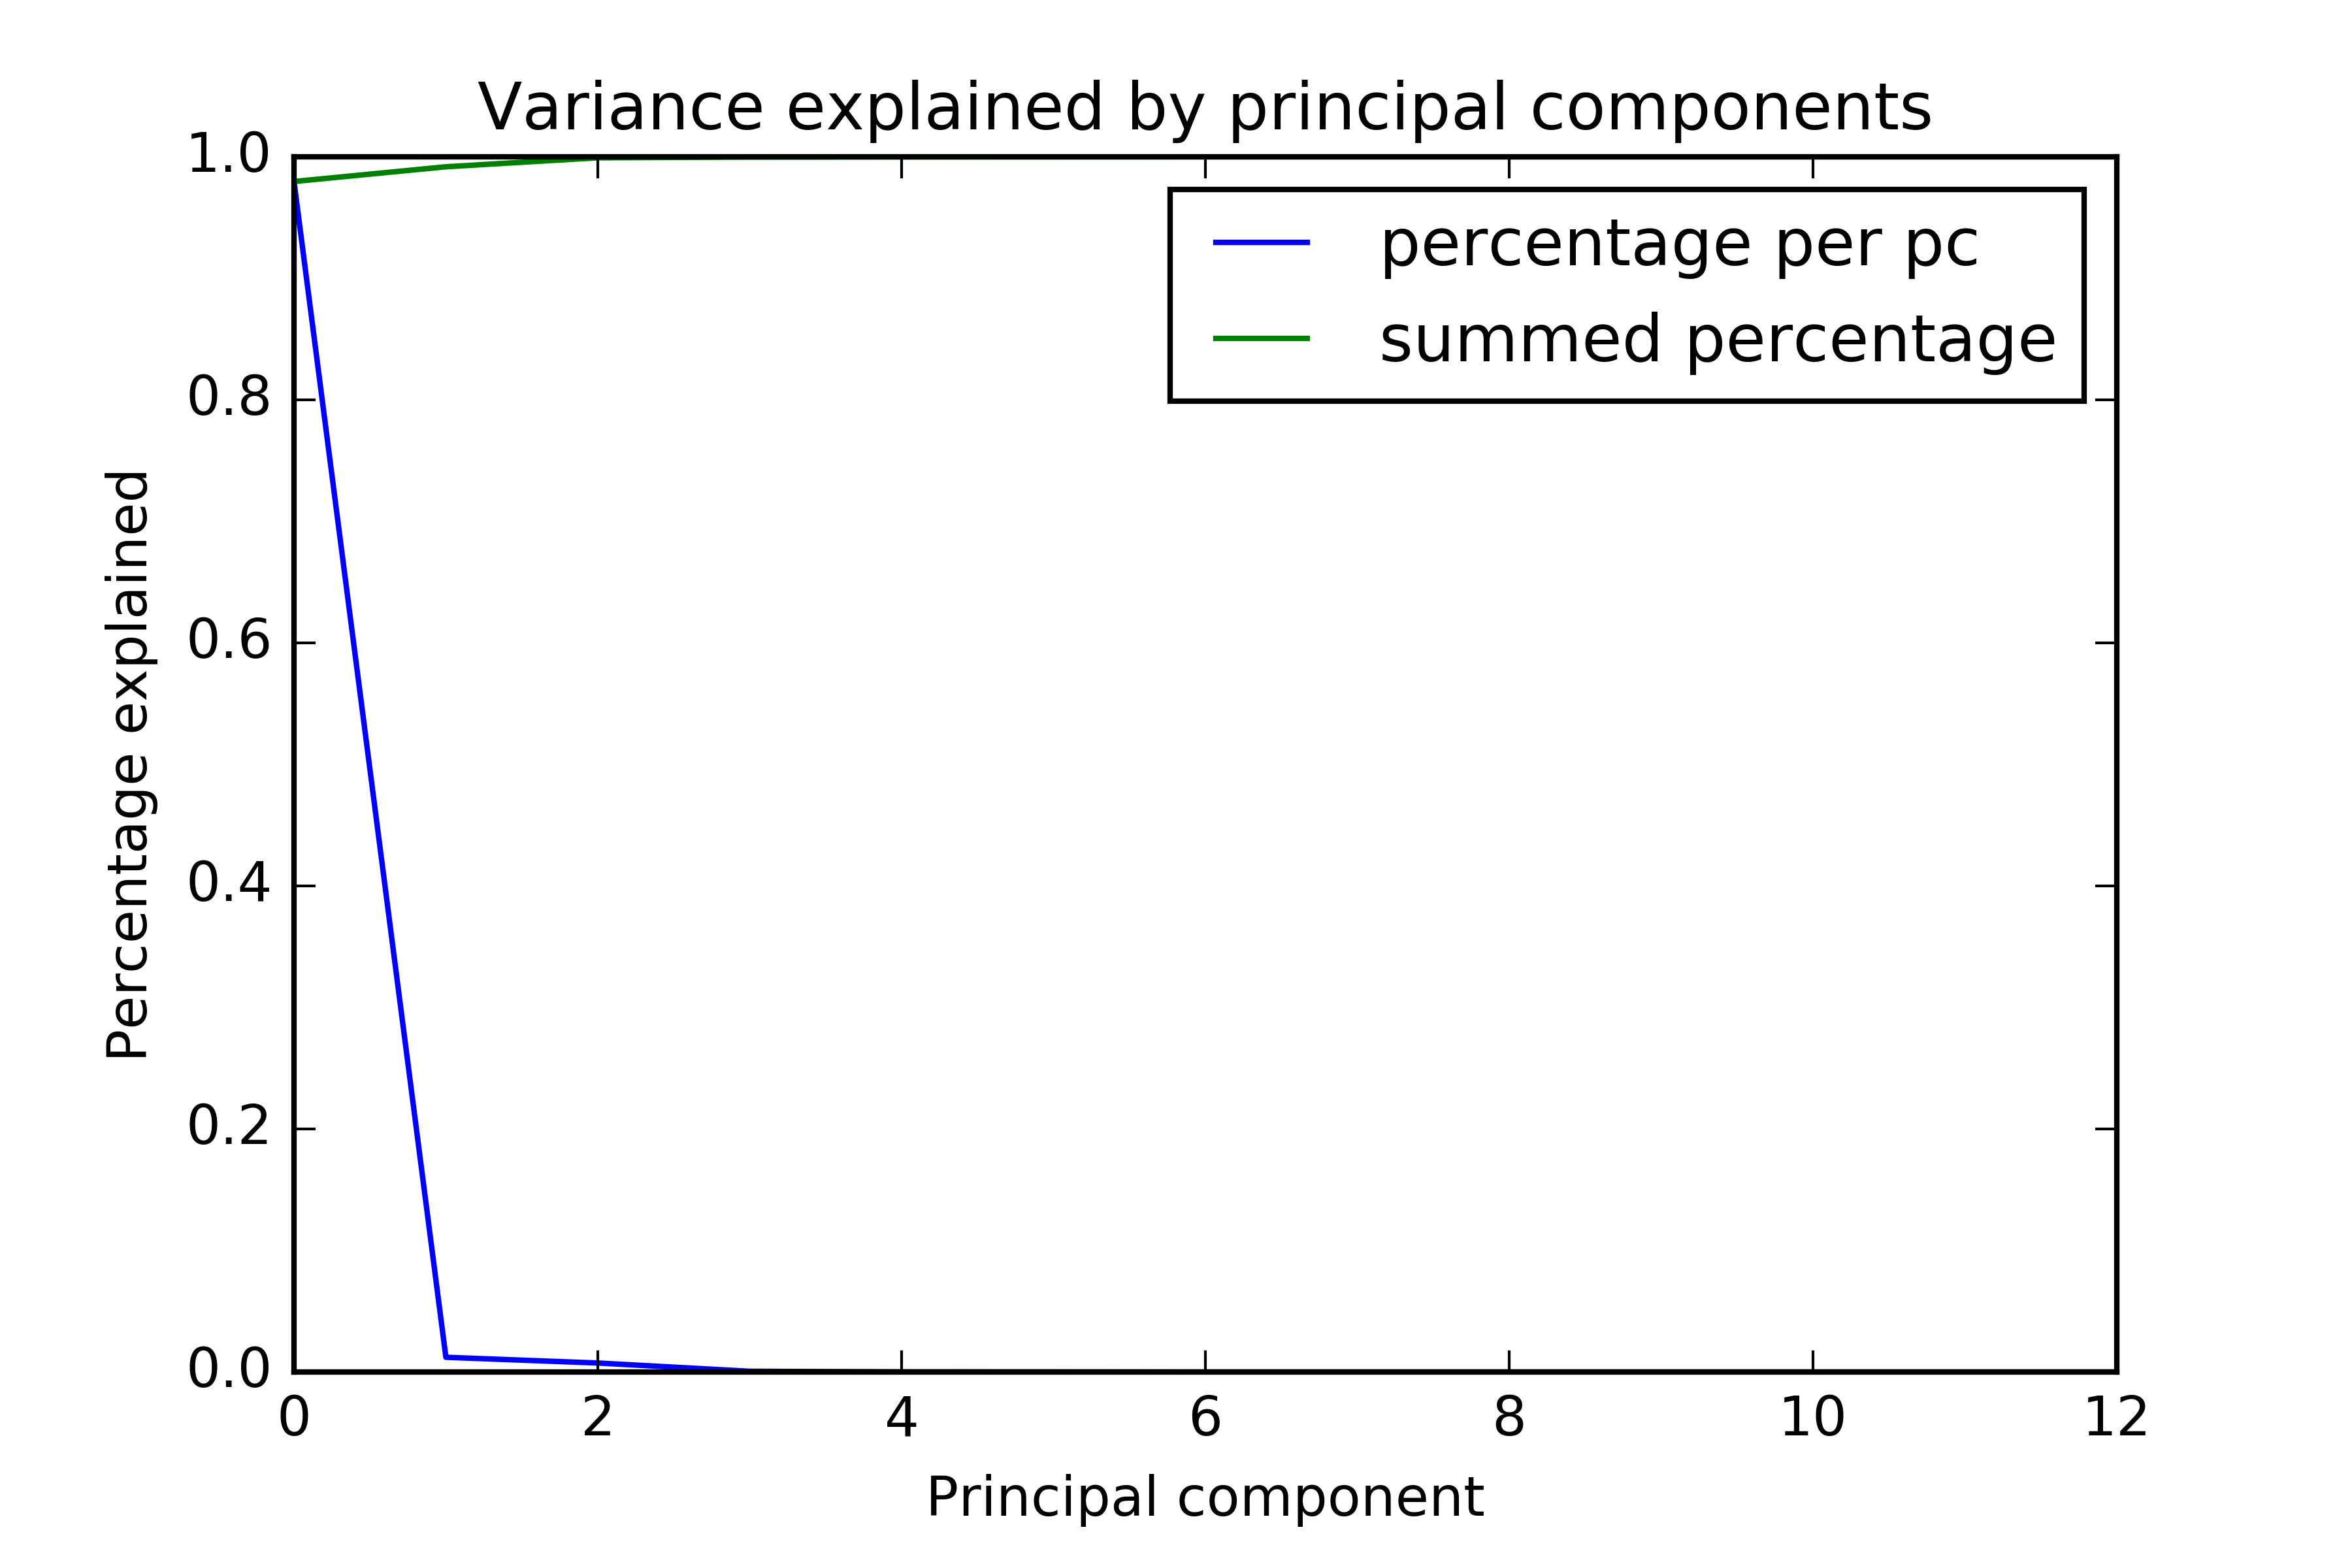 Variance explained by principal components
1.0
0.8
0.6
0.4
0.2
0.0
Percentage explained
percentage per pc
summed percentage
0 2 4 6 8 10 12
Principal component